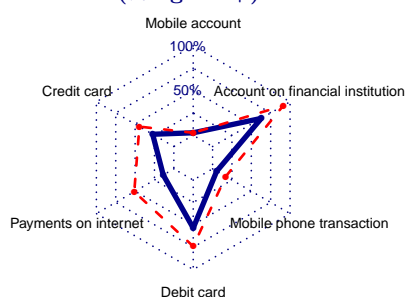 Mobile account
100%
Credit card
50%
Account on financial institution
Payments on internet
Mobile phone transaction
Debit card